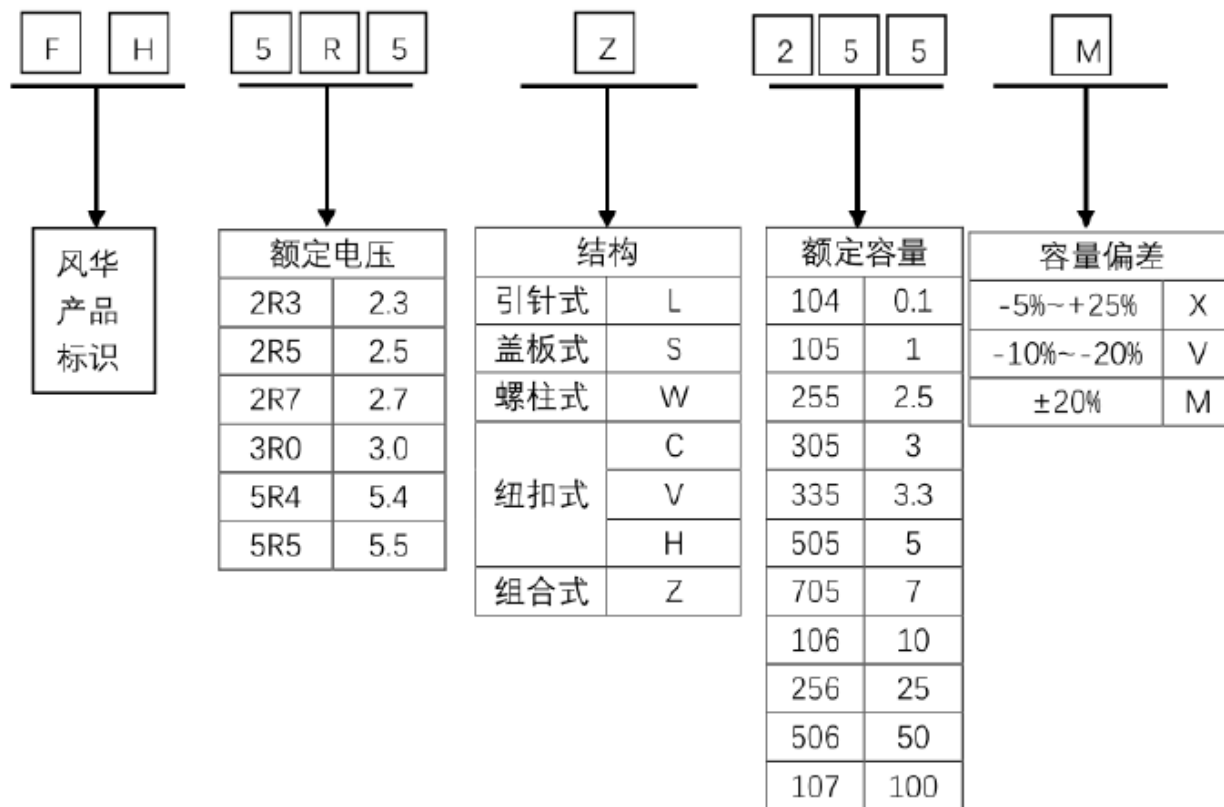 F H 5 R 5 Z 2 5 5 M
风华
产品
标识
额定电压
2R3 2.3
2R5 2.5
2R7 2.7
3R0 3.0
5R4 5.4
5R5 5.5
结构
引针式 L
盖板式 S
螺柱式 W
纽扣式 C
V
H
组合式 Z
额定容量
104 0.1
105 1
255 2.5
305 3
335 3.3
505 5
705 7
106 10
256 25
506 50
107 100
容量偏差
-5%~+25% X
-10%~-20% V
±20% M